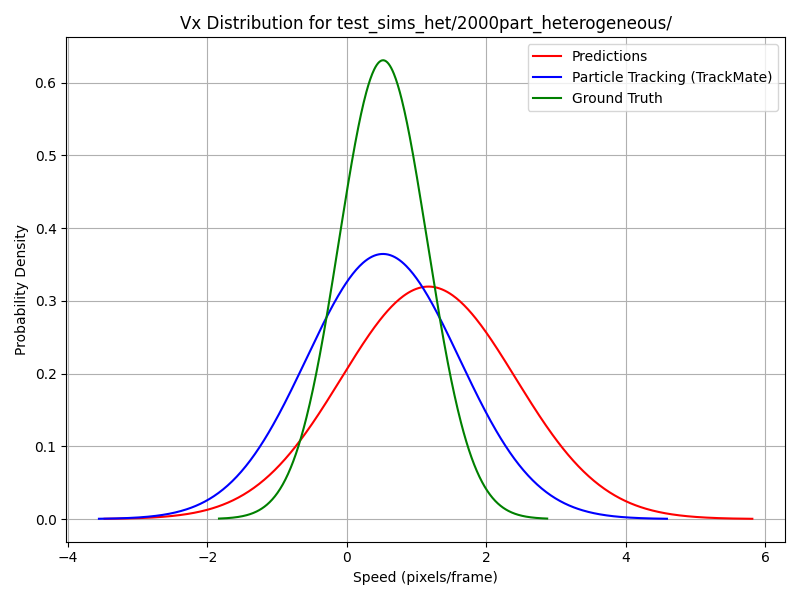 Vx Distribution for test_sims_het/2000part_heterogeneous/
Predictions
Particle Tracking (TrackMate)
Ground Truth
Probability Density
0.6
0.5
0.4
0.3
0.2
0.1
0.0
−4
−2
0
2
4
6
Speed (pixels/frame)